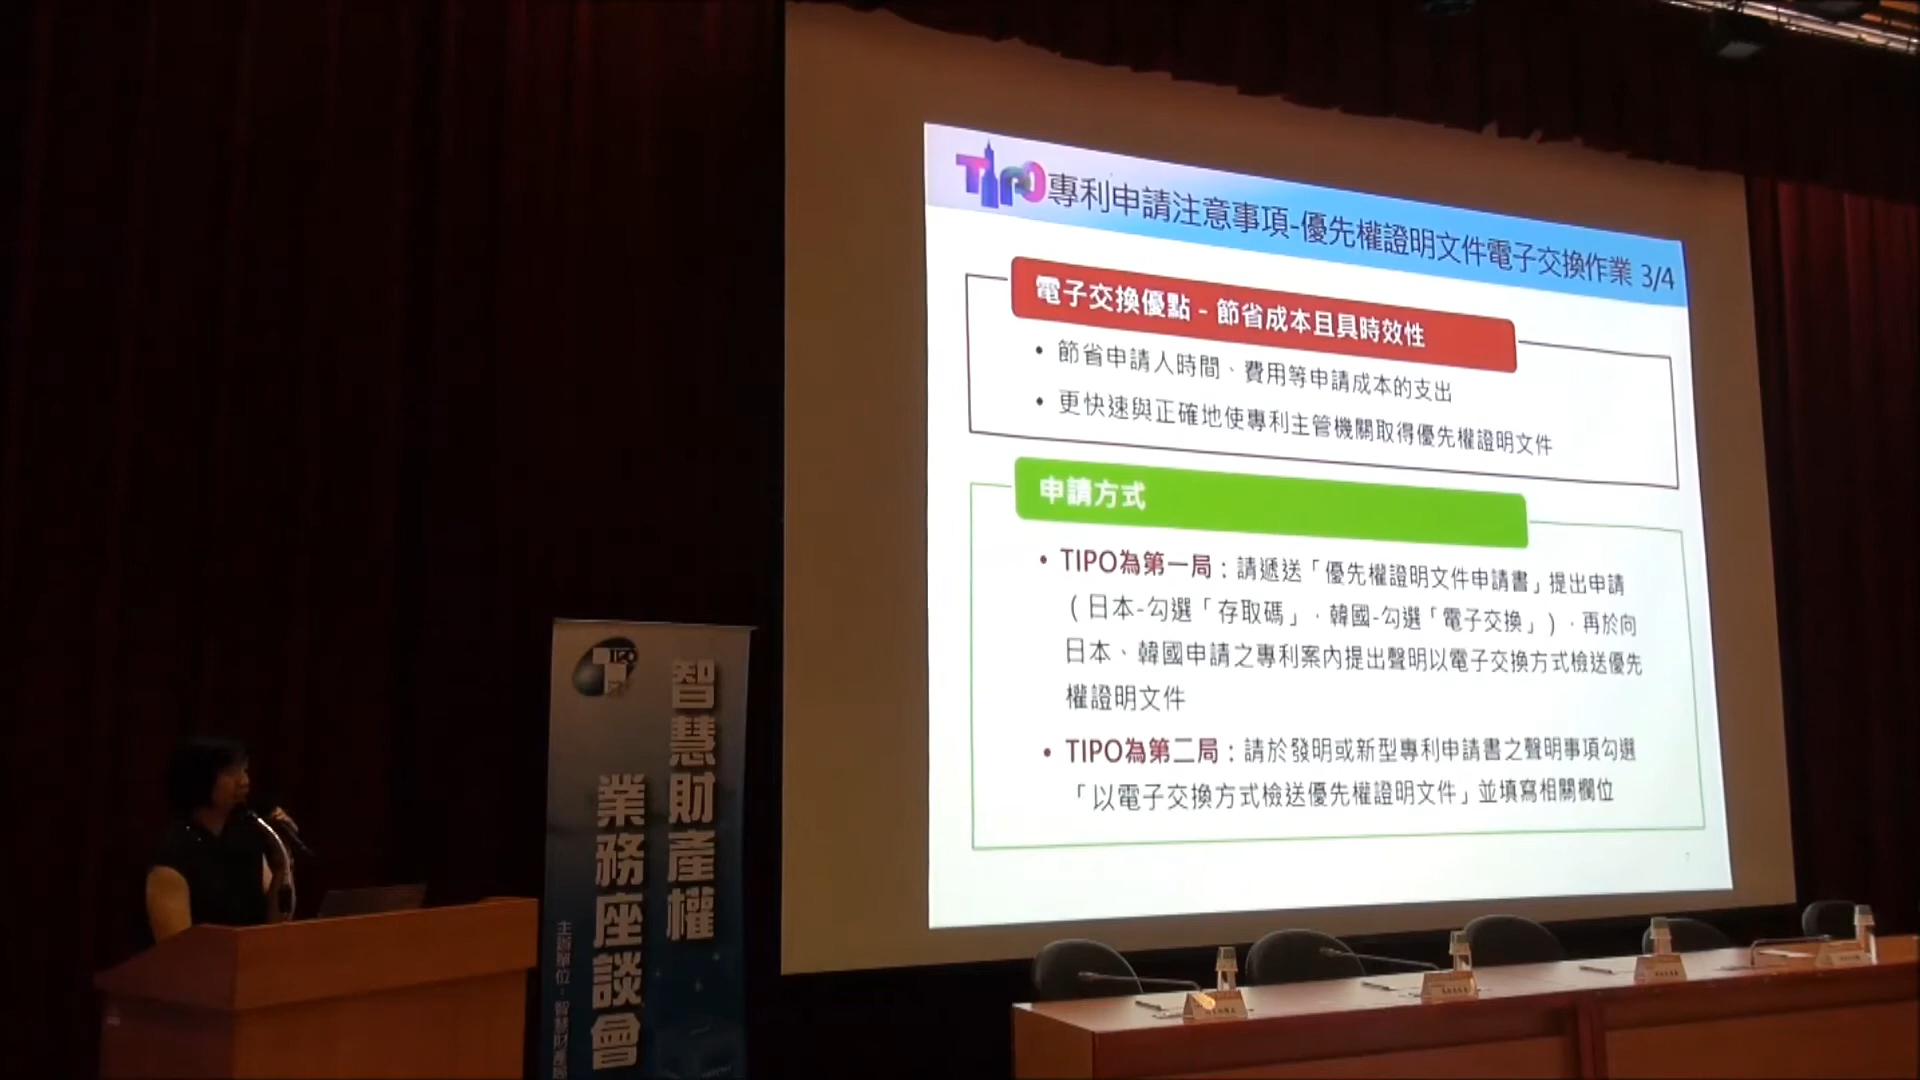 TIPO專利申請注意事項-優先權證明文件電子交換作業 3/4
電子交換優點 - 節省成本且具時效性
• 節省申請人時間、費用等申請成本的支出
• 更快速與正確地使專利主管機關取得優先權證明文件
申請方式
• TIPO為第一局：請遞送「優先權證明文件申請書」提出申請
（日本-勾選「存取碼」，韓國-勾選「電子交換」），再於向
日本、韓國申請之專利案內提出聲明以電子交換方式檢送優先
權證明文件
• TIPO為第二局：請於發明或新型專利申請書之聲明事項勾選
「以電子交換方式檢送優先權證明文件」並填寫相關欄位
7
TIPO
智慧財產權
業務座談會
主辦單位：智慧財產